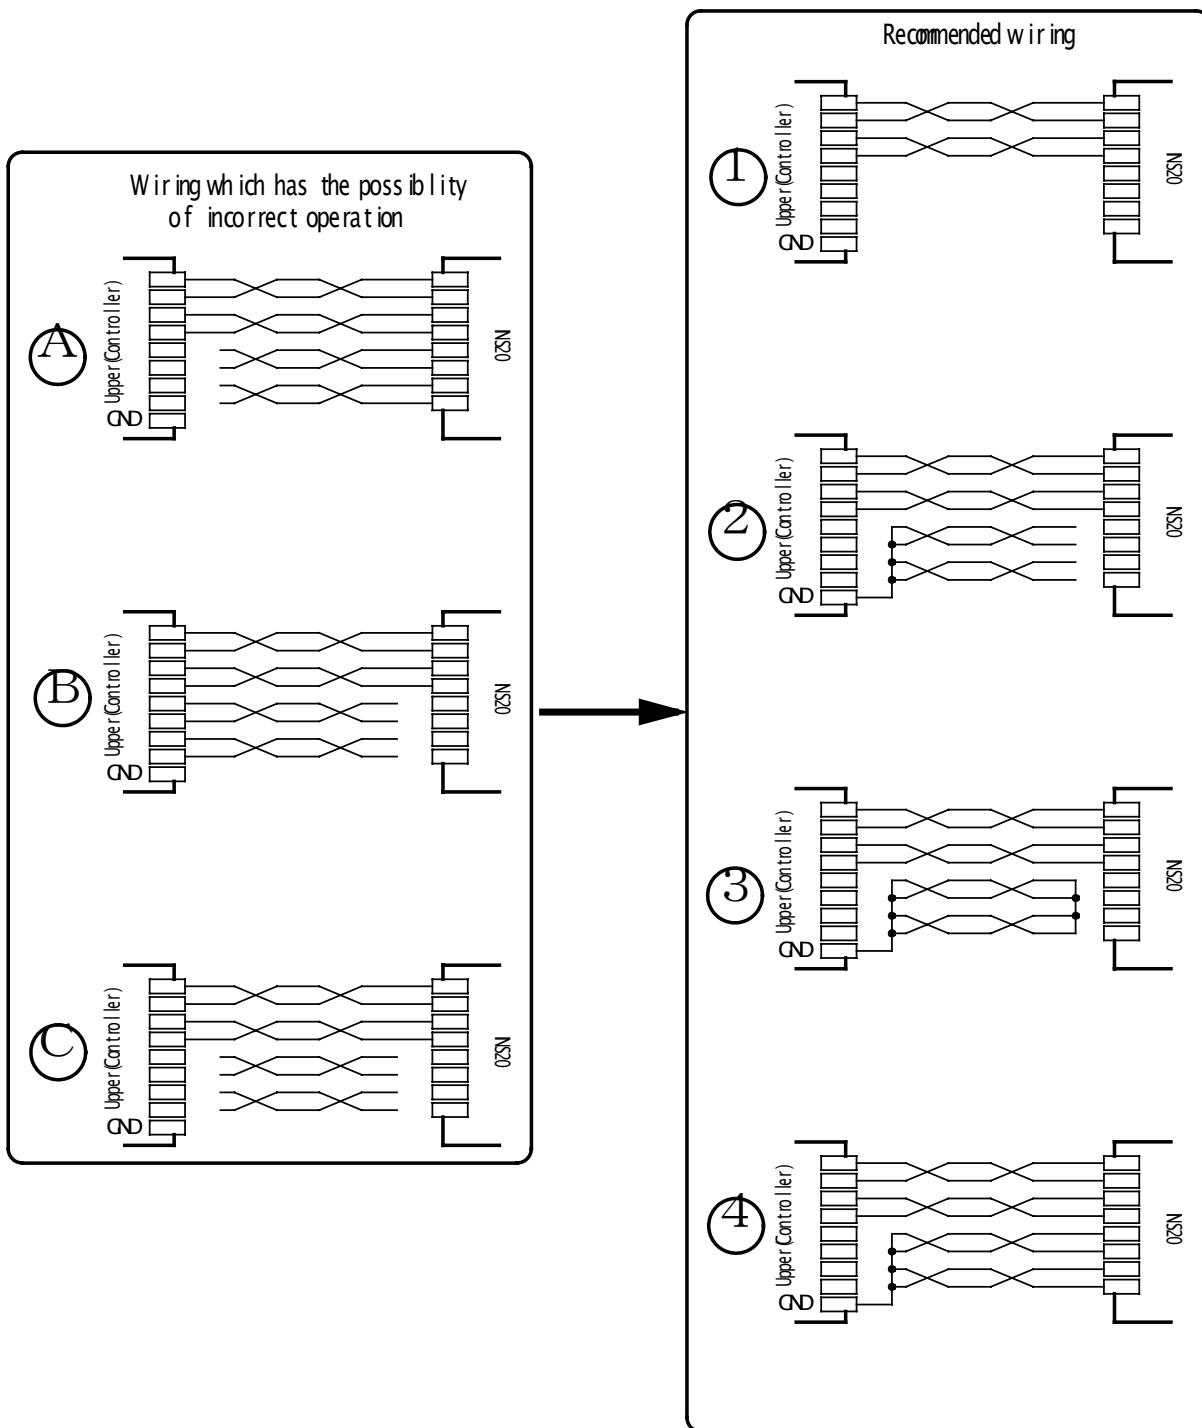 Wiring which has the possiblity
of incorrect operation
A
Upper(Controller)
GND
NS20
B
Upper(Controller)
GND
NS20
C
Upper(Controller)
GND
NS20
Recommended wiring
1
Upper(Controller)
GND
NS20
2
Upper(Controller)
GND
NS20
3
Upper(Controller)
GND
NS20
4
Upper(Controller)
GND
NS20